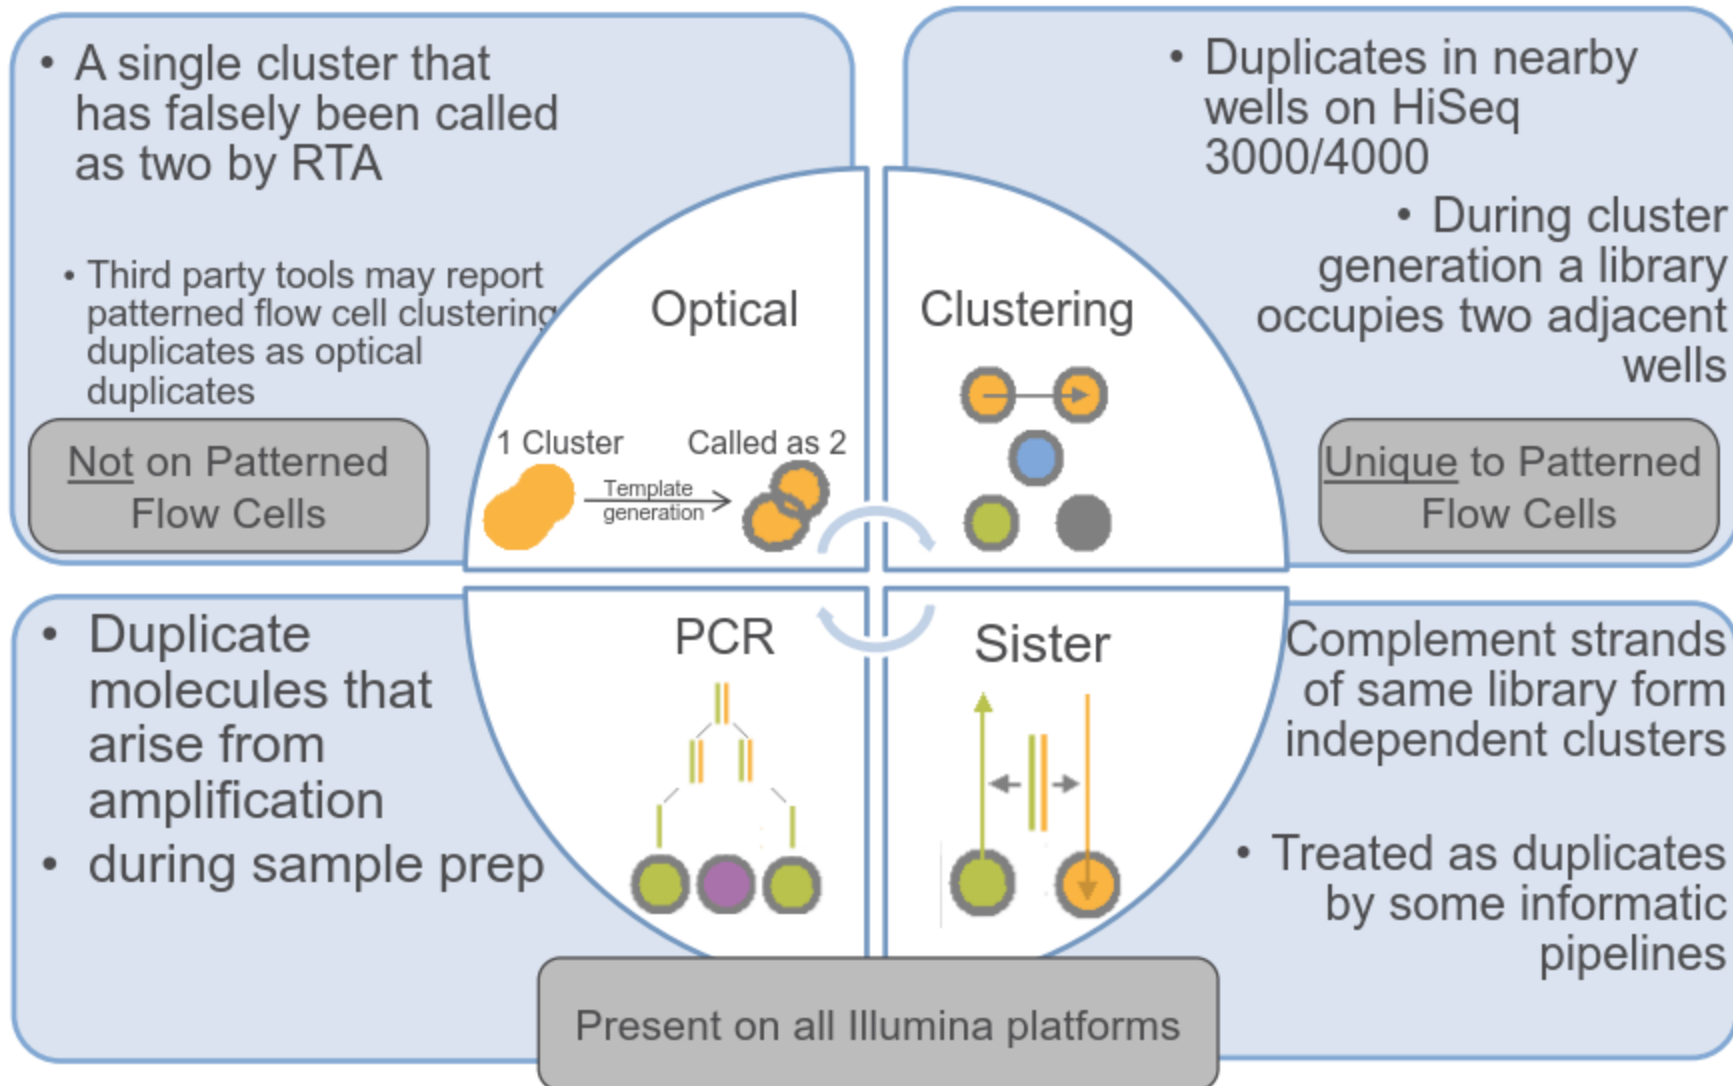 • A single cluster that
has falsely been called
as two by RTA
• Third party tools may report
patterned flow cell clustering
duplicates as optical
duplicates
Not on Patterned
Flow Cells
Optical
1 Cluster
Called as 2
Template
generation
• Duplicates in nearby
wells on HiSeq
3000/4000
• During cluster
generation a library
occupies two adjacent
wells
Unique to Patterned
Flow Cells
Clustering
• Duplicate
molecules that
arise from
amplification
• during sample prep
PCR
Sister
Complement strands
of same library form
independent clusters
• Treated as duplicates
by some informatic
pipelines
Present on all Illumina platforms